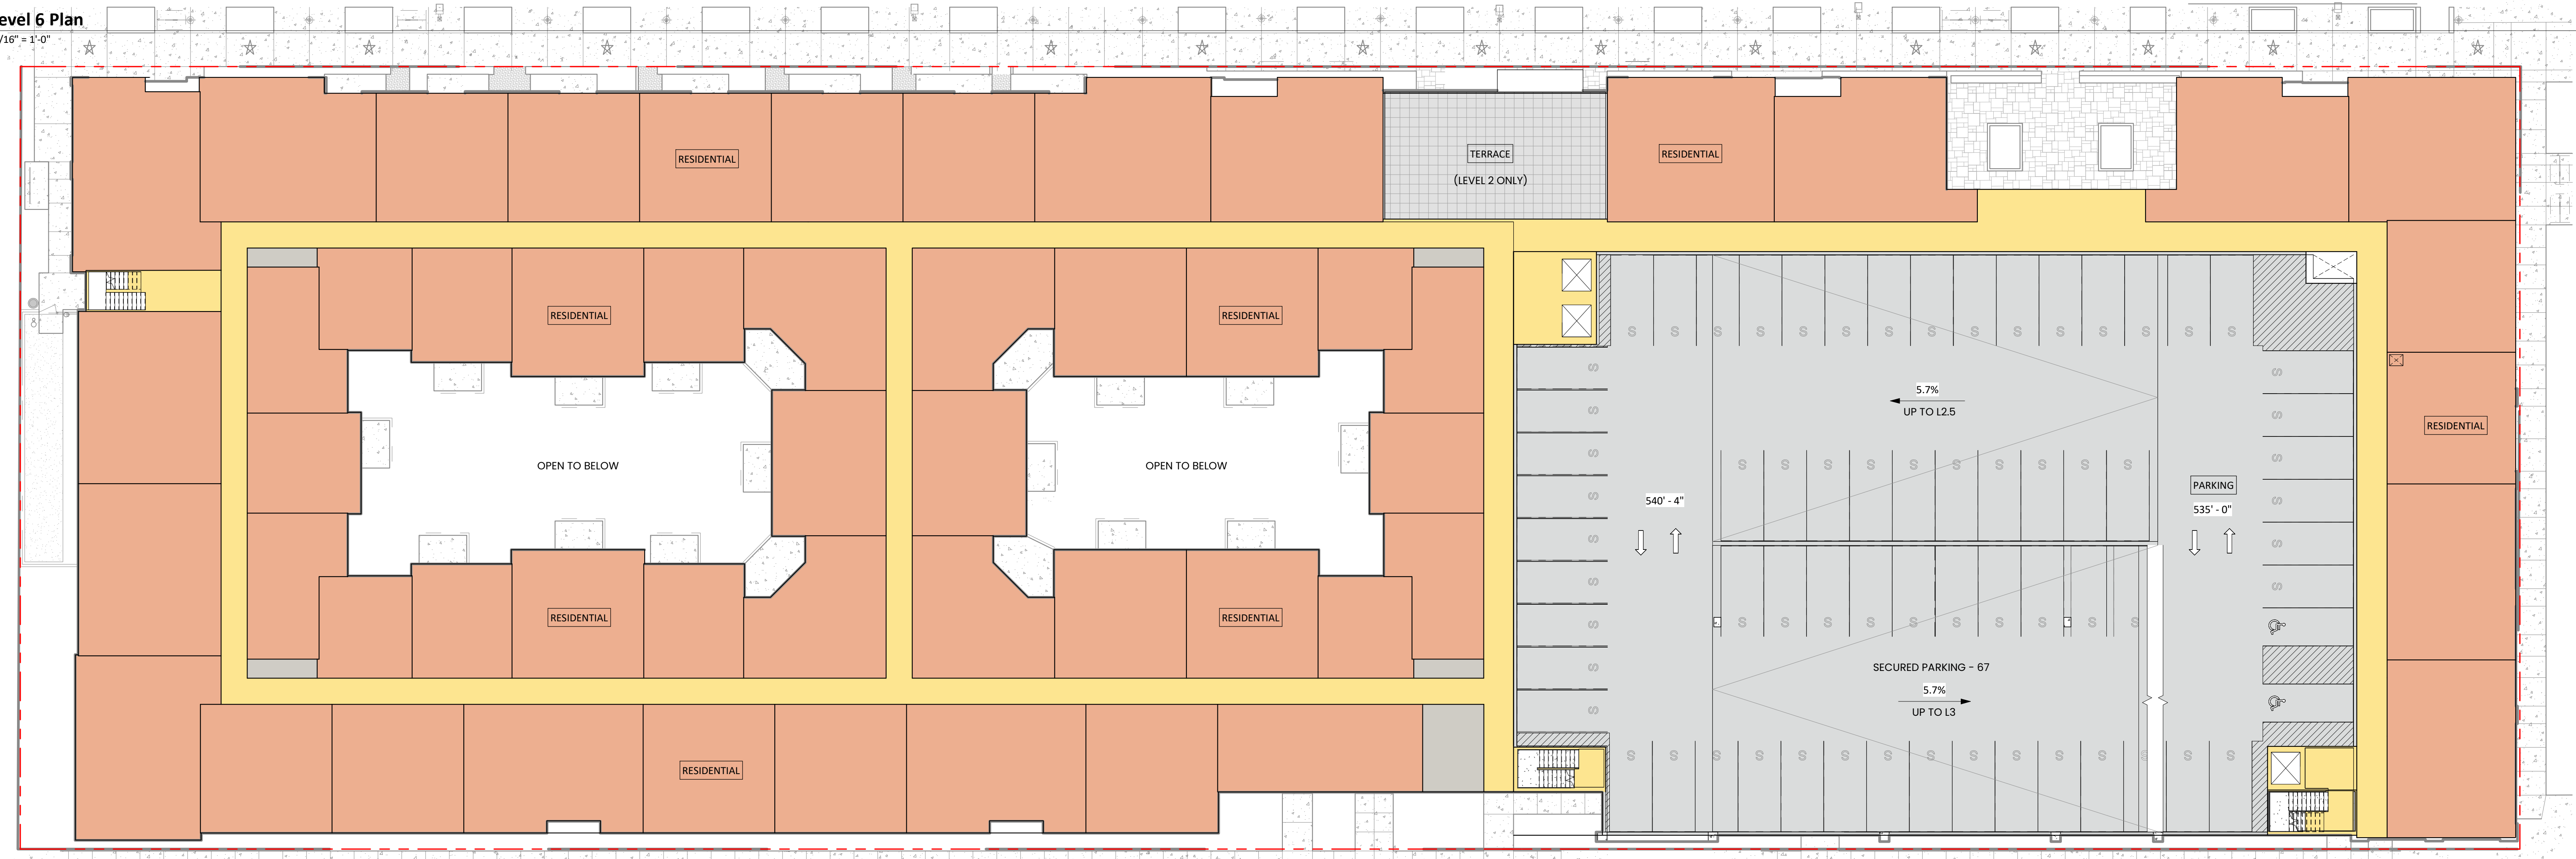 evel 6 Plan
/16" = 1'-0"
RESIDENTIAL
TERRACE
(LEVEL 2 ONLY)
RESIDENTIAL
RESIDENTIAL
RESIDENTIAL
5.7%
UP TO L2.5
RESIDENTIAL
OPEN TO BELOW
OPEN TO BELOW
PARKING
540' - 4"
535' - 0"
RESIDENTIAL
RESIDENTIAL
SECURED PARKING - 67
5.7%
UP TO L3
RESIDENTIAL
S S S S S S S S S S S S S S S
S S S S S S S S S
S S S S S S
S S S S S S S S S S
S S S S S S S S S S
S S S S S S S S S S S S S S S